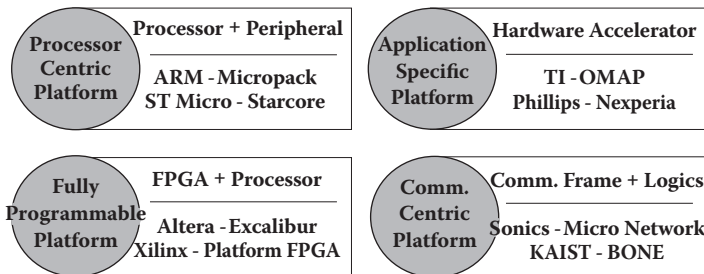 Processor
Centric
Platform
Processor + Peripheral
ARM - Micropack
ST Micro - Starcore
Application
Specific
Platform
Hardware Accelerator
TI - OMAP
Phillips - Nexperia
Fully
Programmable
Platform
FPGA + Processor
Altera - Excalibur
Xilinx - Platform FPGA
Comm.
Centric
Platform
Comm. Frame + Logics
Sonics - Micro Network
KAIST - BONE